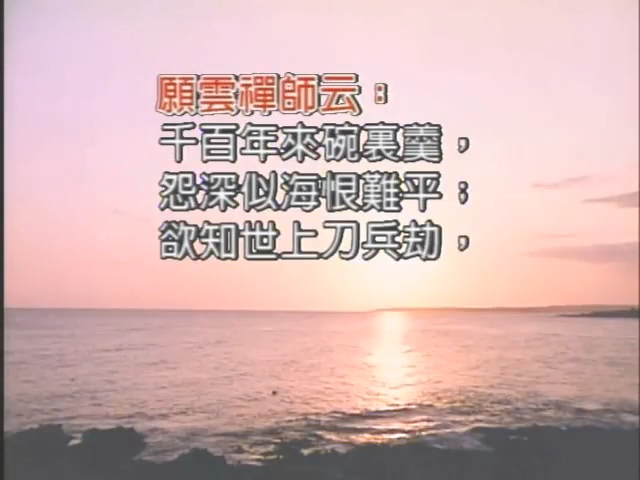 願雲禪師云：
千百年來碗裏羹，
怨深似海恨難平；
欲知世上刀兵劫，